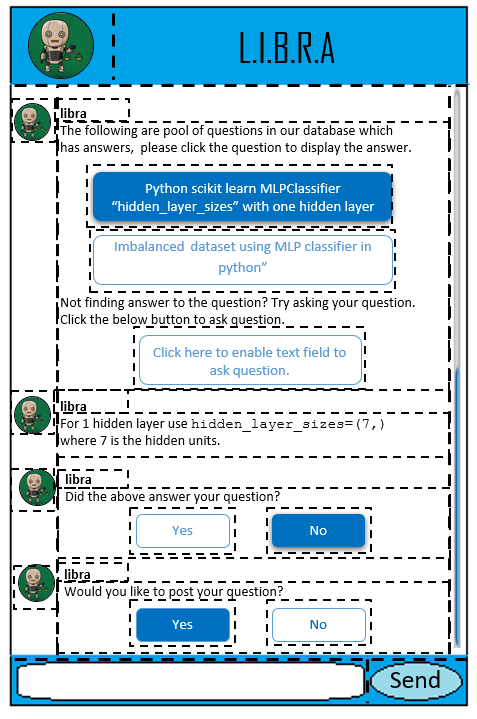 L.I.B.R.A
libra
The following are pool of questions in our database which
has answers, please click the question to display the answer.
Python scikit learn MLPClassifier
“hidden_layer_sizes” with one hidden layer
Imbalanced dataset using MLP classifier in
python”
Not finding answer to the question? Try asking your question.
Click the below button to ask question.
Click here to enable text field to
ask question.
libra
For 1 hidden layer use hidden_layer_sizes=(7,)
where 7 is the hidden units.
libra
Did the above answer your question?
Yes No
libra
Would you like to post your question?
Yes No
Send